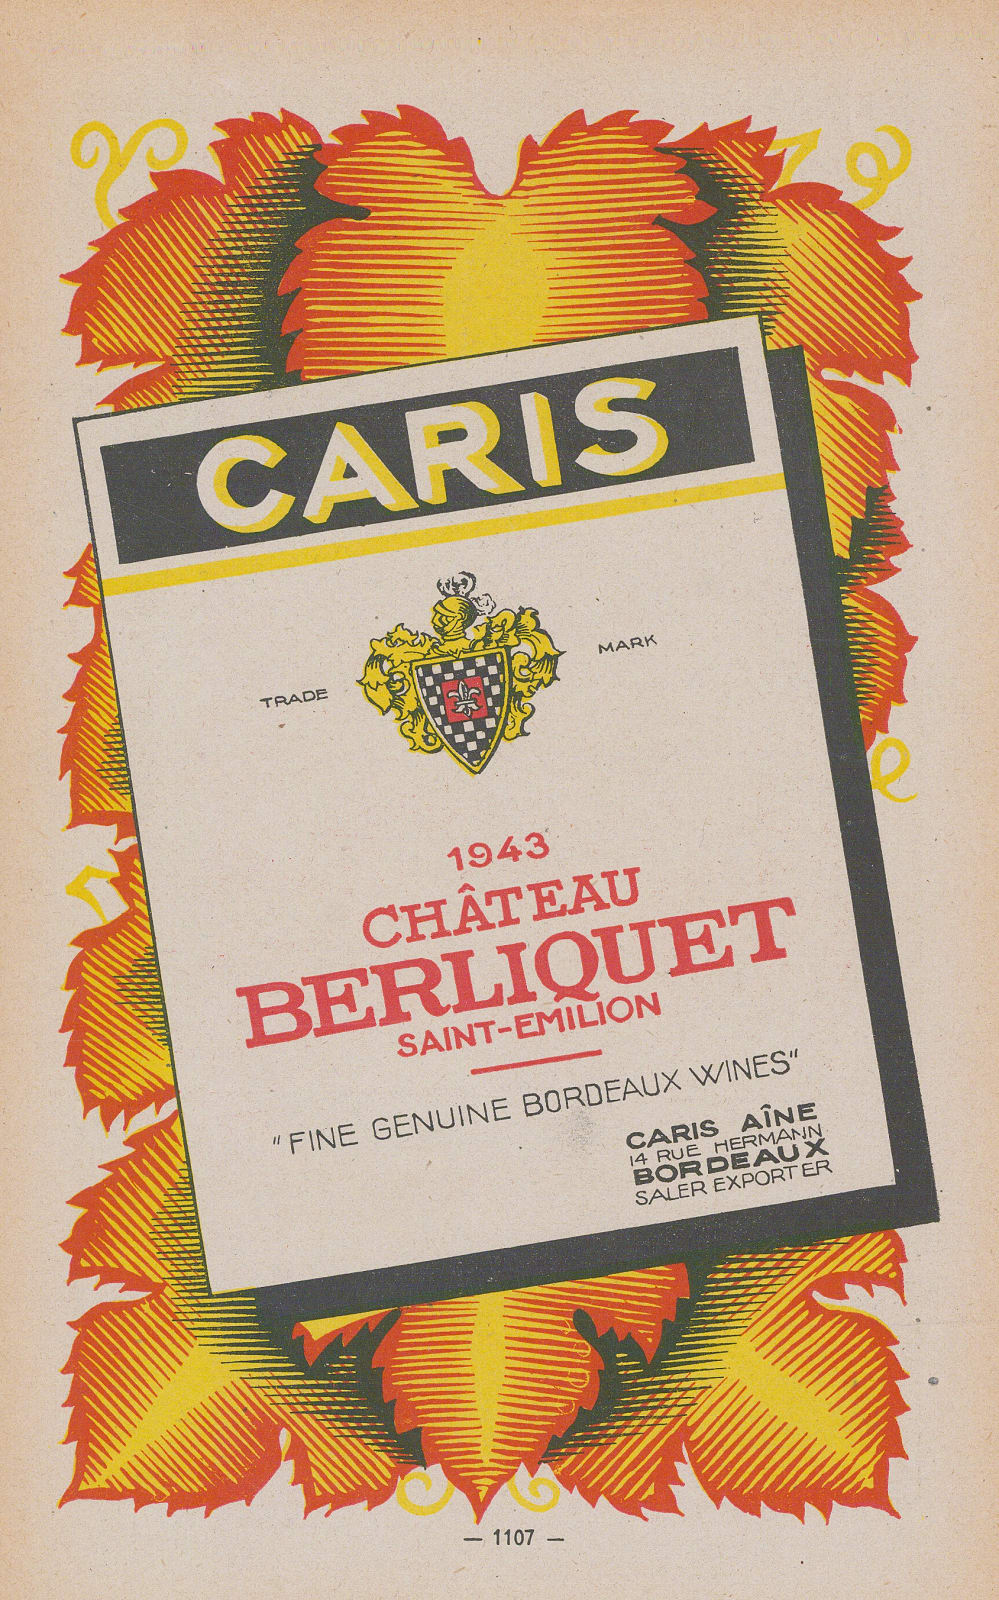 CARIS
TRADE MARK
1943
CHÂTEAU
BERLIQUET
SAINT-EMILION
"FINE GENUINE BORDEAUX WINES"
CARIS AÎNE
14 RUE HERMANN
BORDEAUX
SALER EXPORTER
— 1107 —